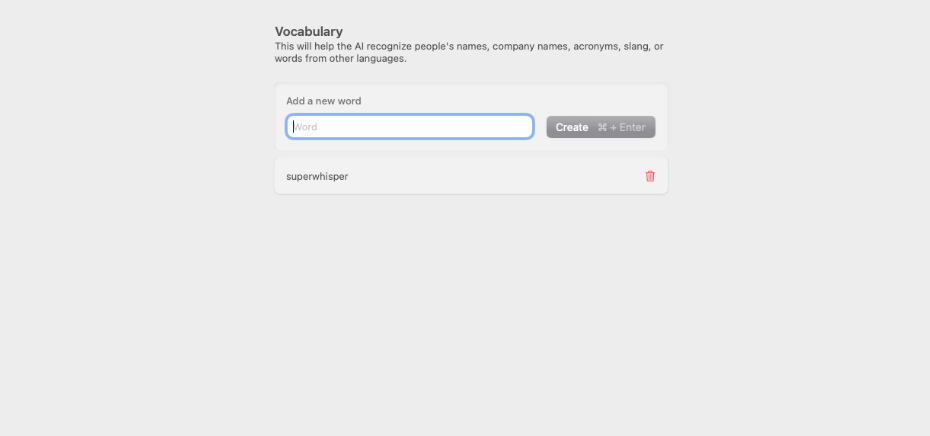 Vocabulary
This will help the AI recognize people's names, company names, acronyms, slang, or
words from other languages.
Add a new word
Word
Create ⌘ + Enter
superwhisper